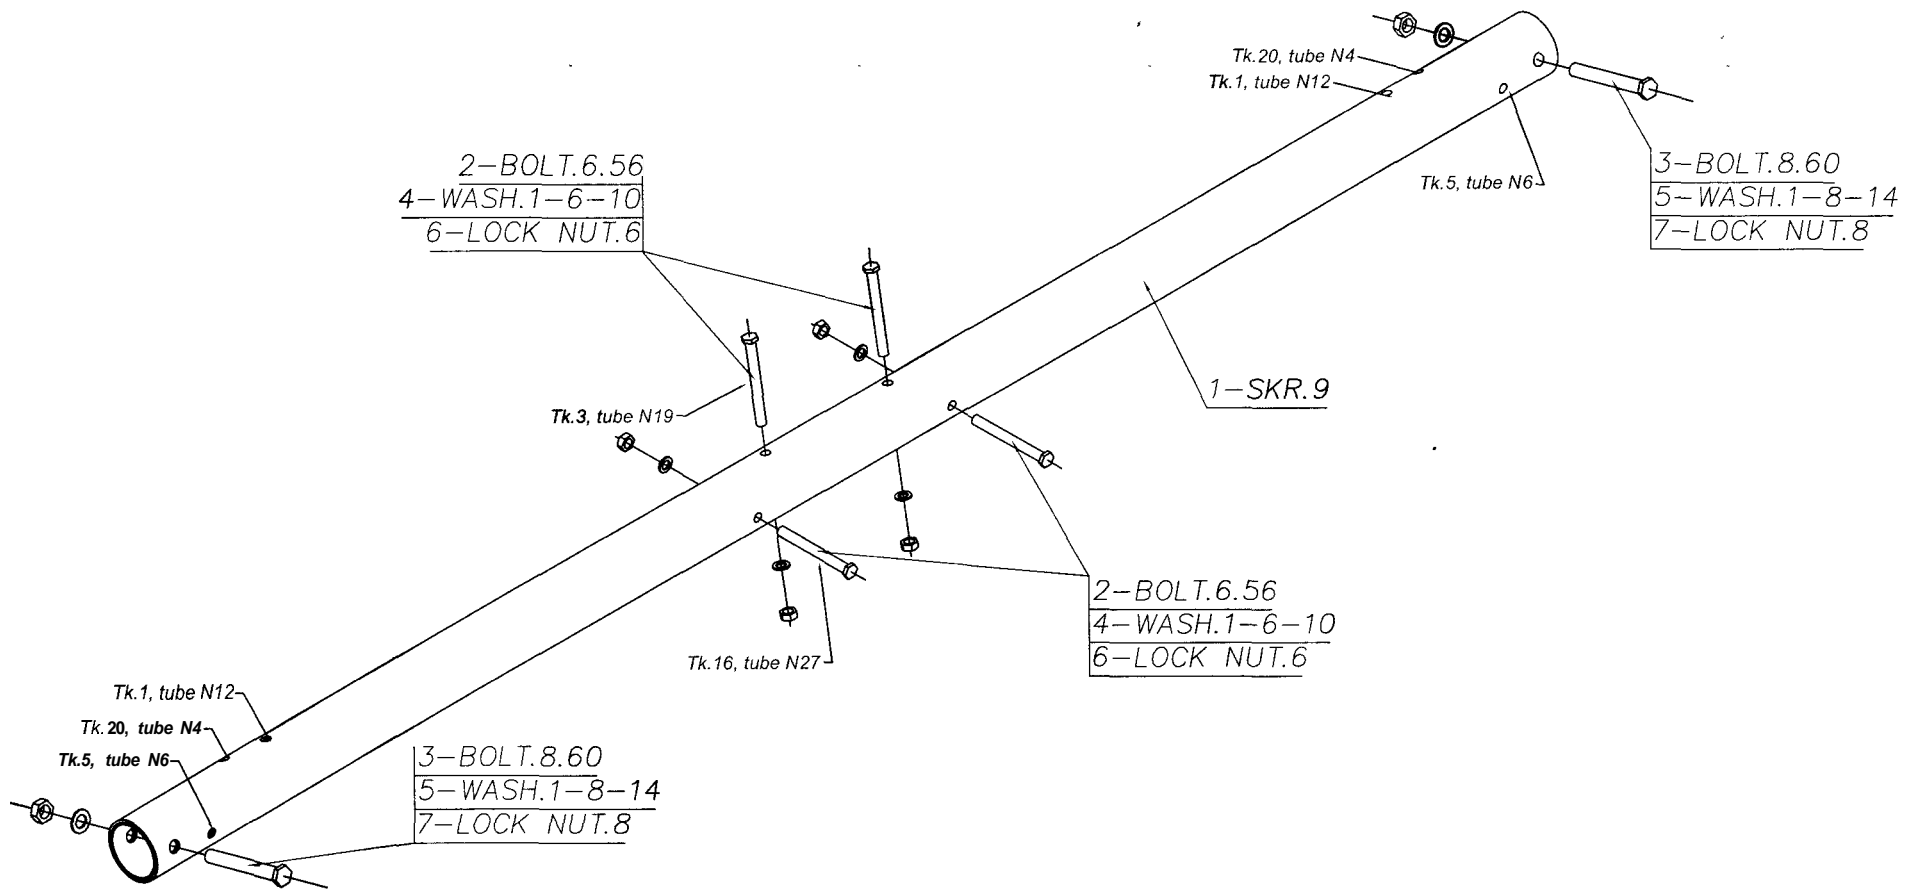 Tk.20, tube N4
Tk.1, tube N12
2-BOLT.6.56
4-WASH.1-6-10
6-LOCK NUT.6
3-BOLT.8.60
5-WASH.1-8-14
7-LOCK NUT.8
Tk.5, tube N6
1-SKR.9
Tk.3, tube N19
2-BOLT.6.56
4-WASH.1-6-10
6-LOCK NUT.6
Tk.16, tube N27
Tk.1, tube N12
Tk.20, tube N4
Tk.5, tube N6
3-BOLT.8.60
5-WASH.1-8-14
7-LOCK NUT.8